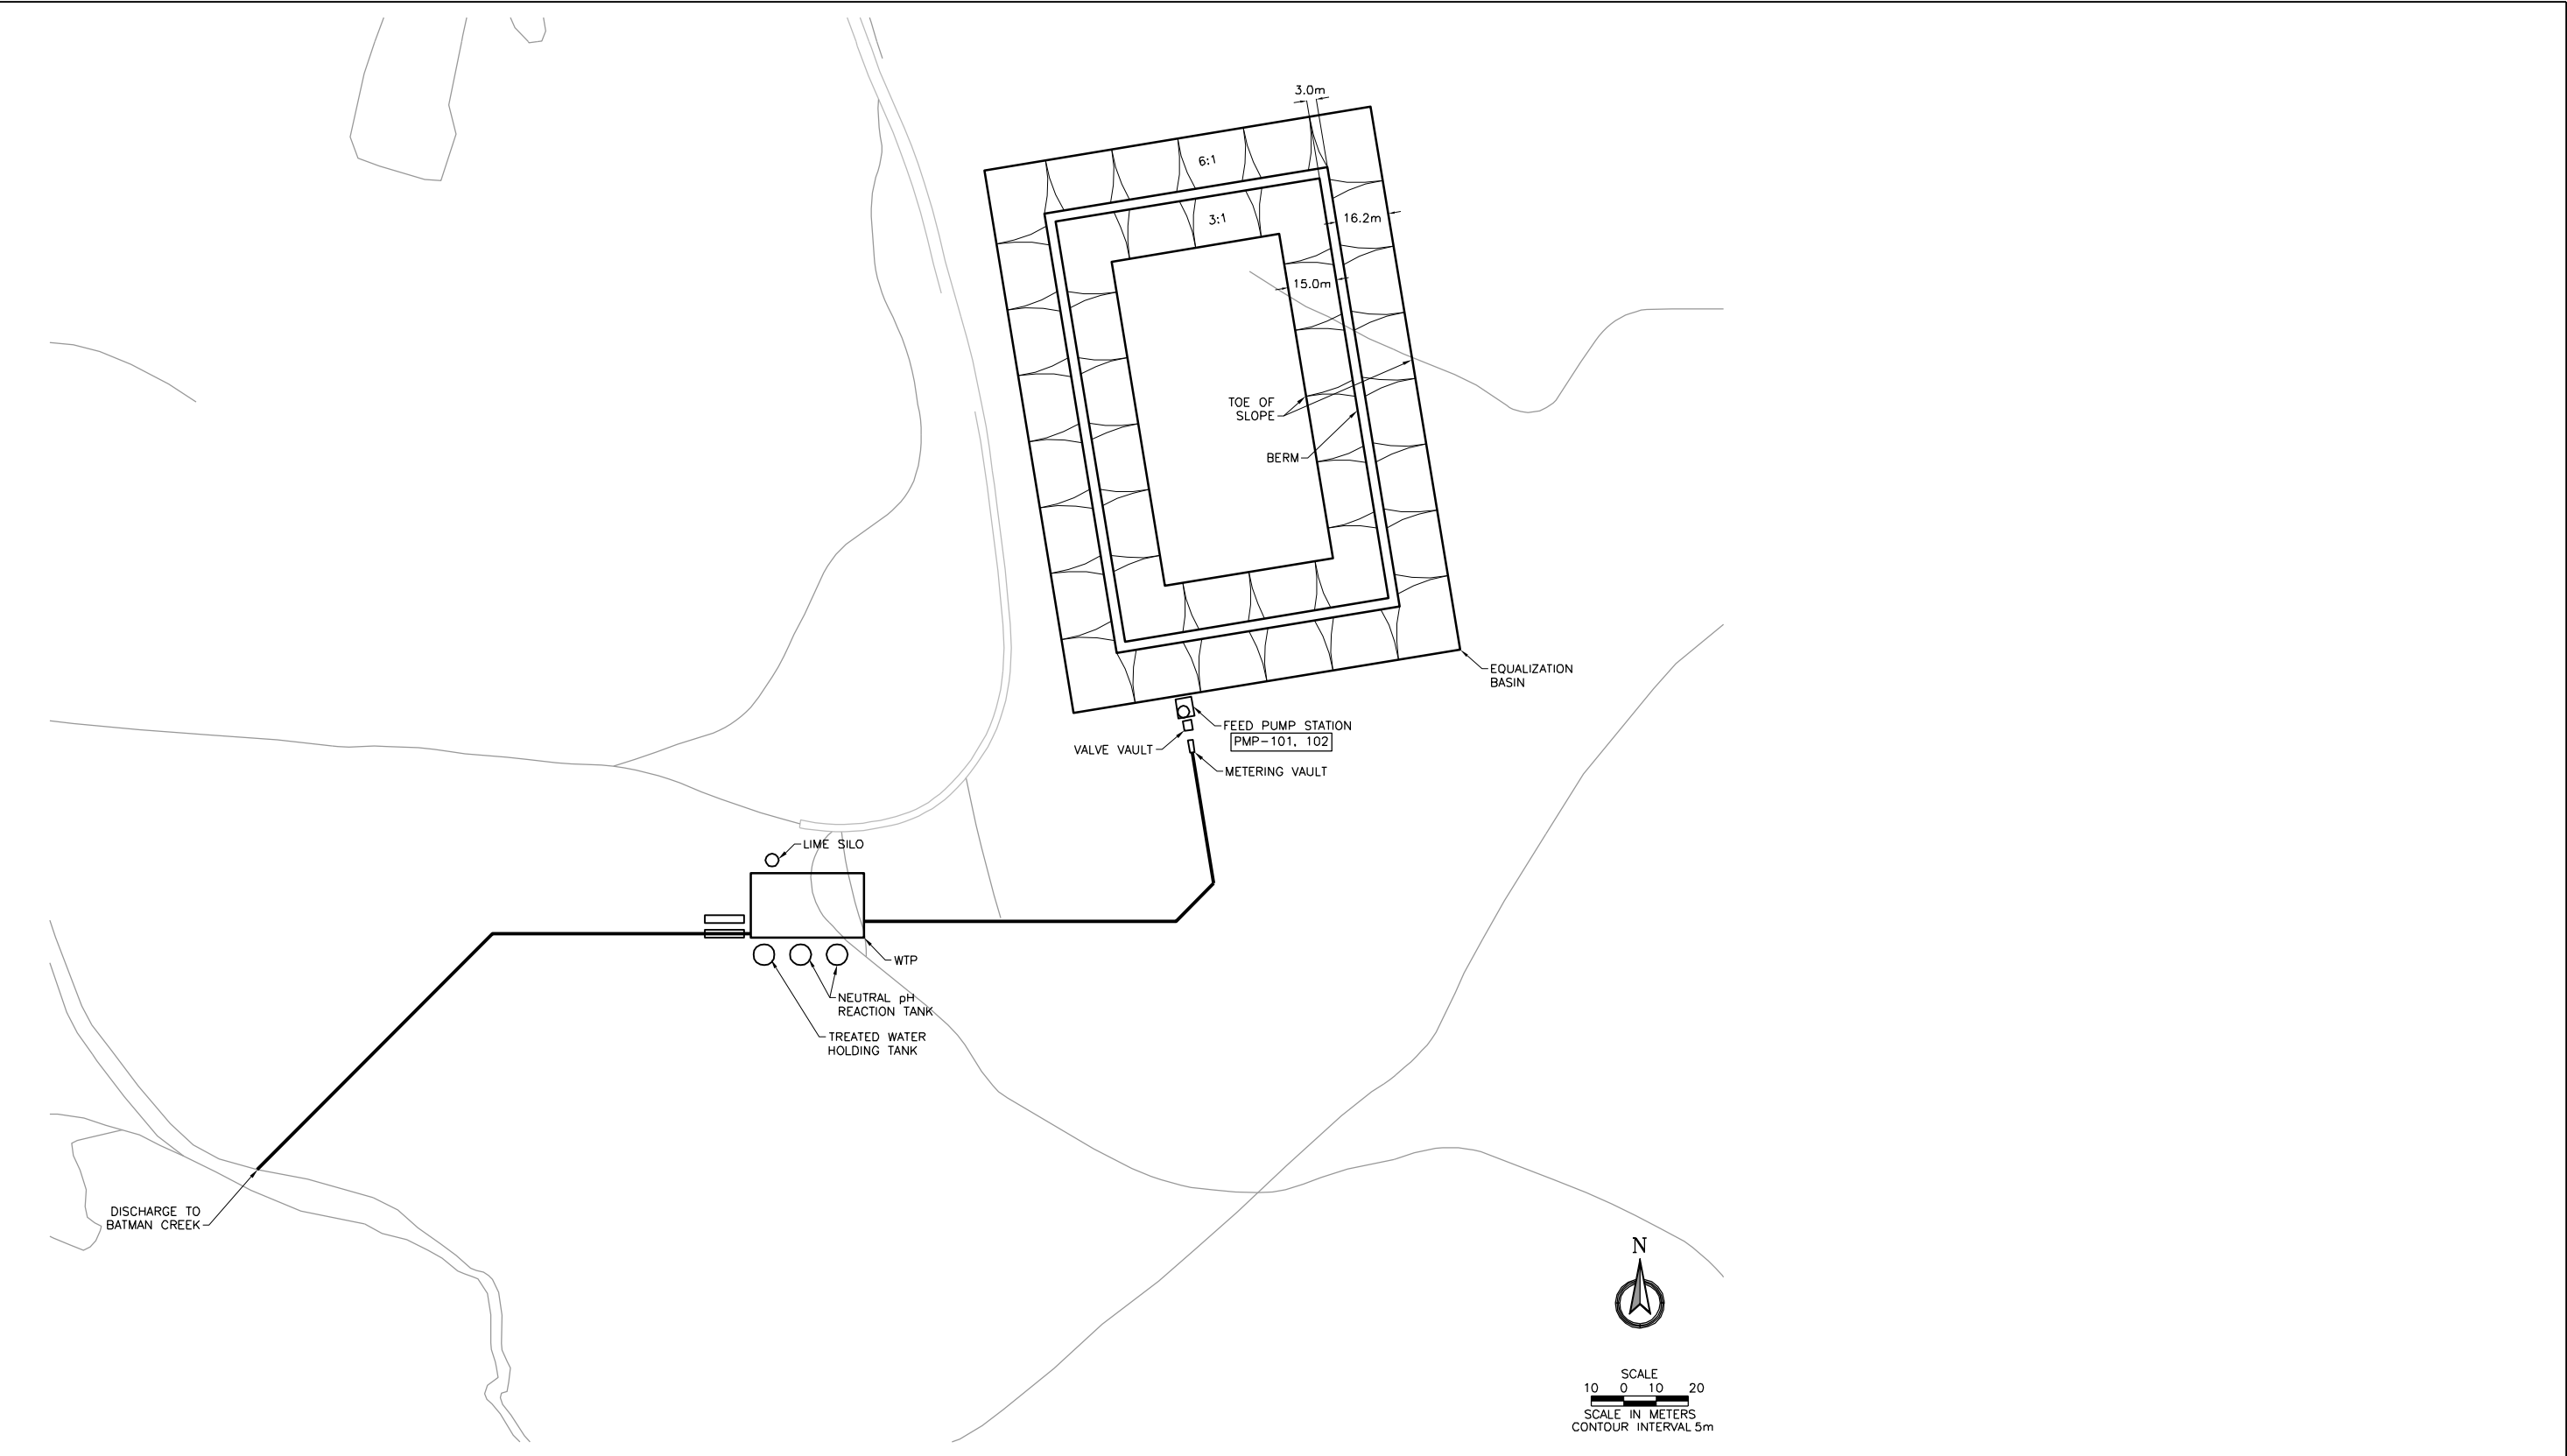 3.0m
6:1
3:1
16.2m
15.0m
TOE OF
SLOPE
BERM
EQUALIZATION
BASIN
FEED PUMP STATION
PMP-101, 102
VALVE VAULT
METERING VAULT
LIME SILO
WTP
NEUTRAL pH
REACTION TANK
TREATED WATER
HOLDING TANK
DISCHARGE TO
BATMAN CREEK
N
SCALE
10 0 10 20
SCALE IN METERS
CONTOUR INTERVAL 5m